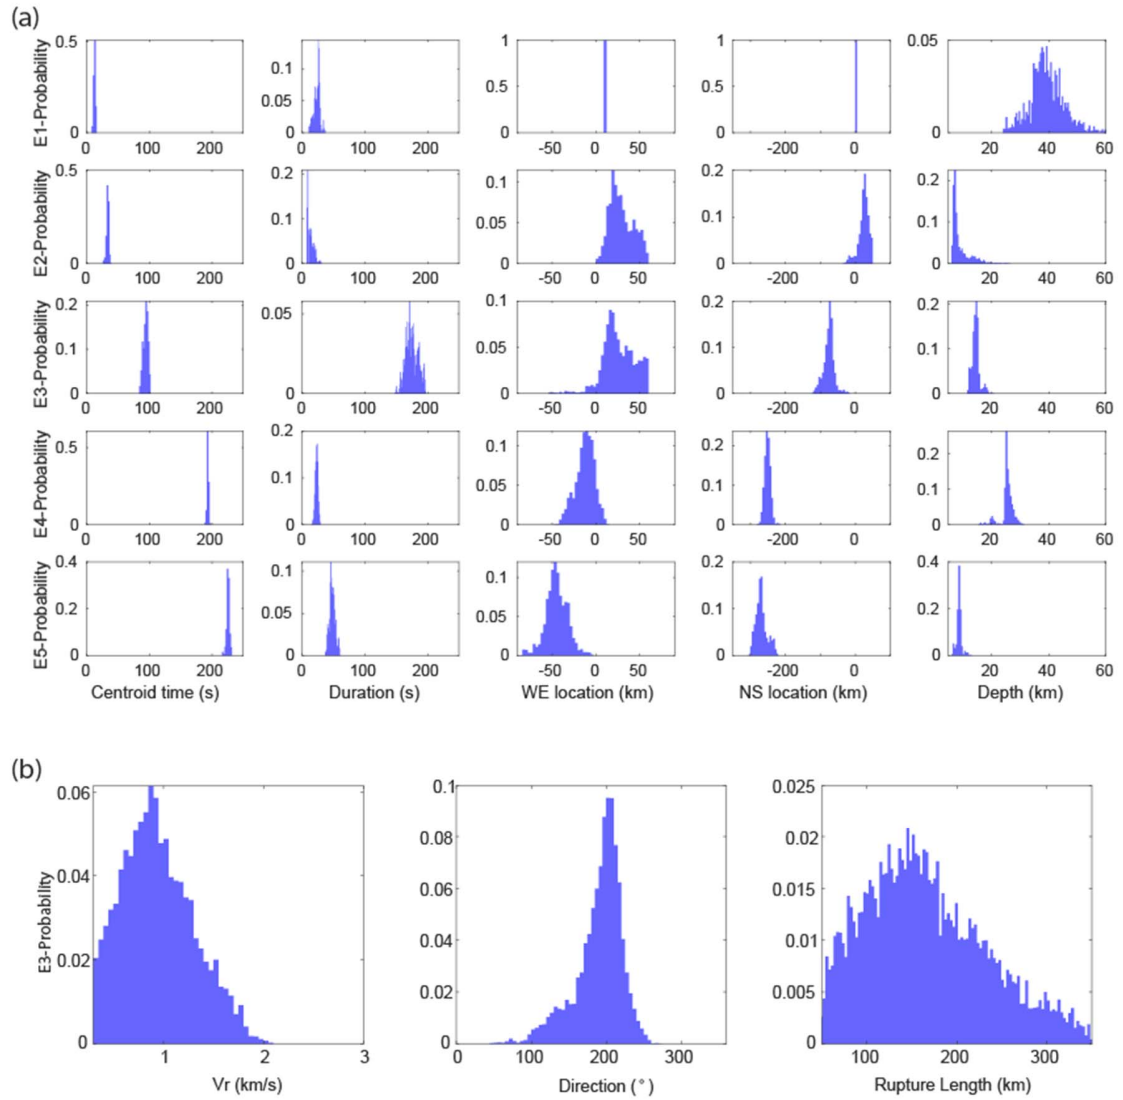 (a)
E1-Probability
0.5
0
0 100 200
0.1
0.05
0
0 100 200
1
0.5
0
-50 0 50
1
0.5
0
-200 0
0.05
0
20 40 60
E2-Probability
0.5
0
0 100 200
0.2
0.1
0
0 100 200
0.1
0.05
0
-50 0 50
0.2
0.1
0
-200 0
0.2
0.1
0
20 40 60
E3-Probability
0.2
0.1
0
0 100 200
0.05
0
0 100 200
0.1
0.05
0
-50 0 50
0.2
0.1
0
-200 0
0.2
0.1
0
20 40 60
E4-Probability
0.5
0
0 100 200
0.2
0.1
0
0 100 200
0.1
0.05
0
-50 0 50
0.2
0.1
0
-200 0
0.2
0.1
0
20 40 60
E5-Probability
0.4
0.2
0
0 100 200
Centroid time (s)
0.1
0.05
0
0 100 200
Duration (s)
0.1
0.05
0
-50 0 50
WE location (km)
0.2
0.1
0
-200 0
NS location (km)
0.4
0.2
0
20 40 60
Depth (km)
(b)
E3-Probability
0.06
0.04
0.02
0
1 2 3
Vr (km/s)
0.1
0.08
0.06
0.04
0.02
0
0 100 200 300
Direction (°)
0.025
0.02
0.015
0.01
0.005
0
100 200 300
Rupture Length (km)